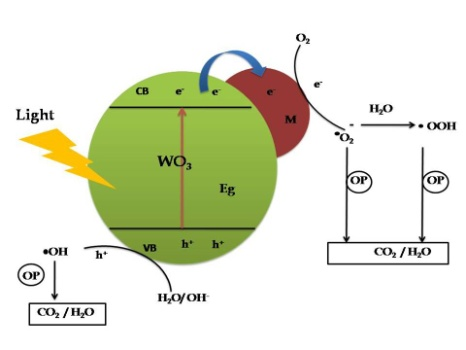 O₂
CB e⁻ e⁻ e⁻ e⁻
M
H₂O
Light
•O₂⁻ • OOH
WO₃
OP OP
Eg
•OH h⁺ VB h⁺ h⁺
CO₂ / H₂O
OP
H₂O/OH⁻
CO₂ / H₂O